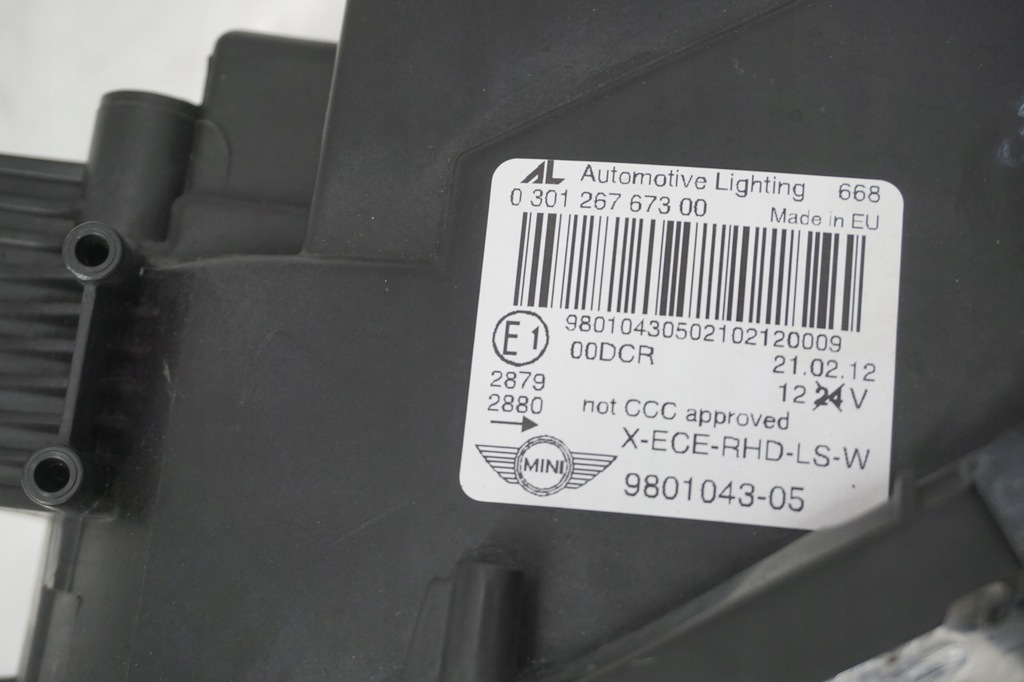 AL Automotive Lighting 668
0 301 267 673 00 Made in EU
98010430502102120009
E1 00DCR 21.02.12
2879 12 24 V
2880 not CCC approved
X-ECE-RHD-LS-W
MINI 9801043-05